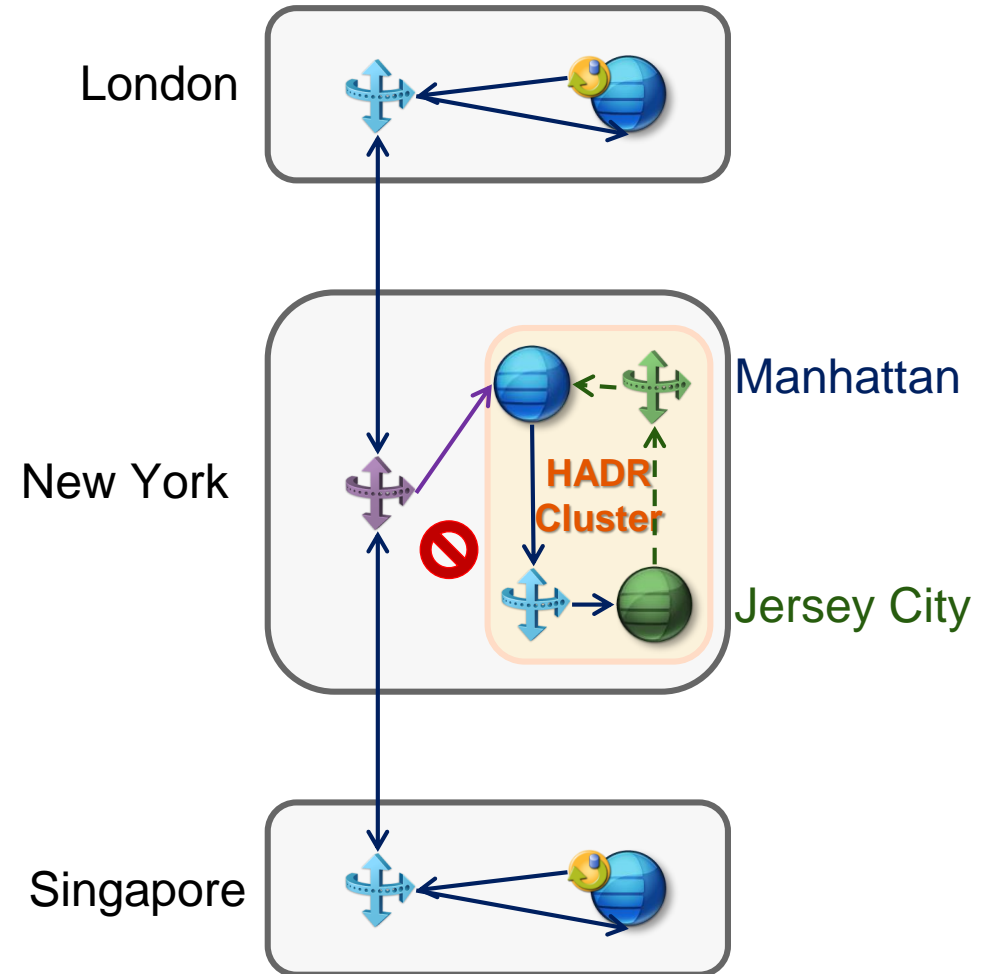 London
Manhattan
HADR
New York
Cluster
Jersey City
Singapore